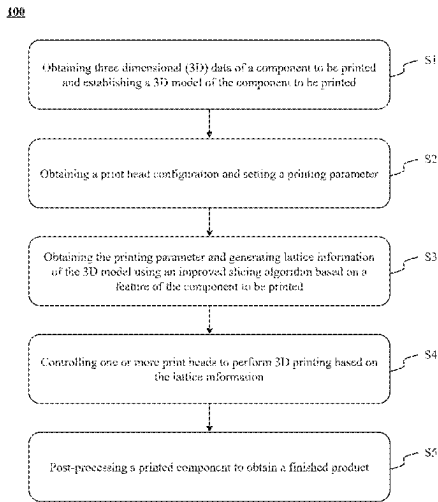 100
Obtaining three dimensional (3D) data of a component to be printed
and establishing a 3D model of the component to be printed
S1
Obtaining a print head configuration and setting a printing parameter
S2
Obtaining the printing parameter and generating lattice information
of the 3D model using an improved slicing algorithm based on a
feature of the component to be printed
S3
Controlling one or more print heads to perform 3D printing based on
the lattice information
S4
Post-processing a printed component to obtain a finished product
S5